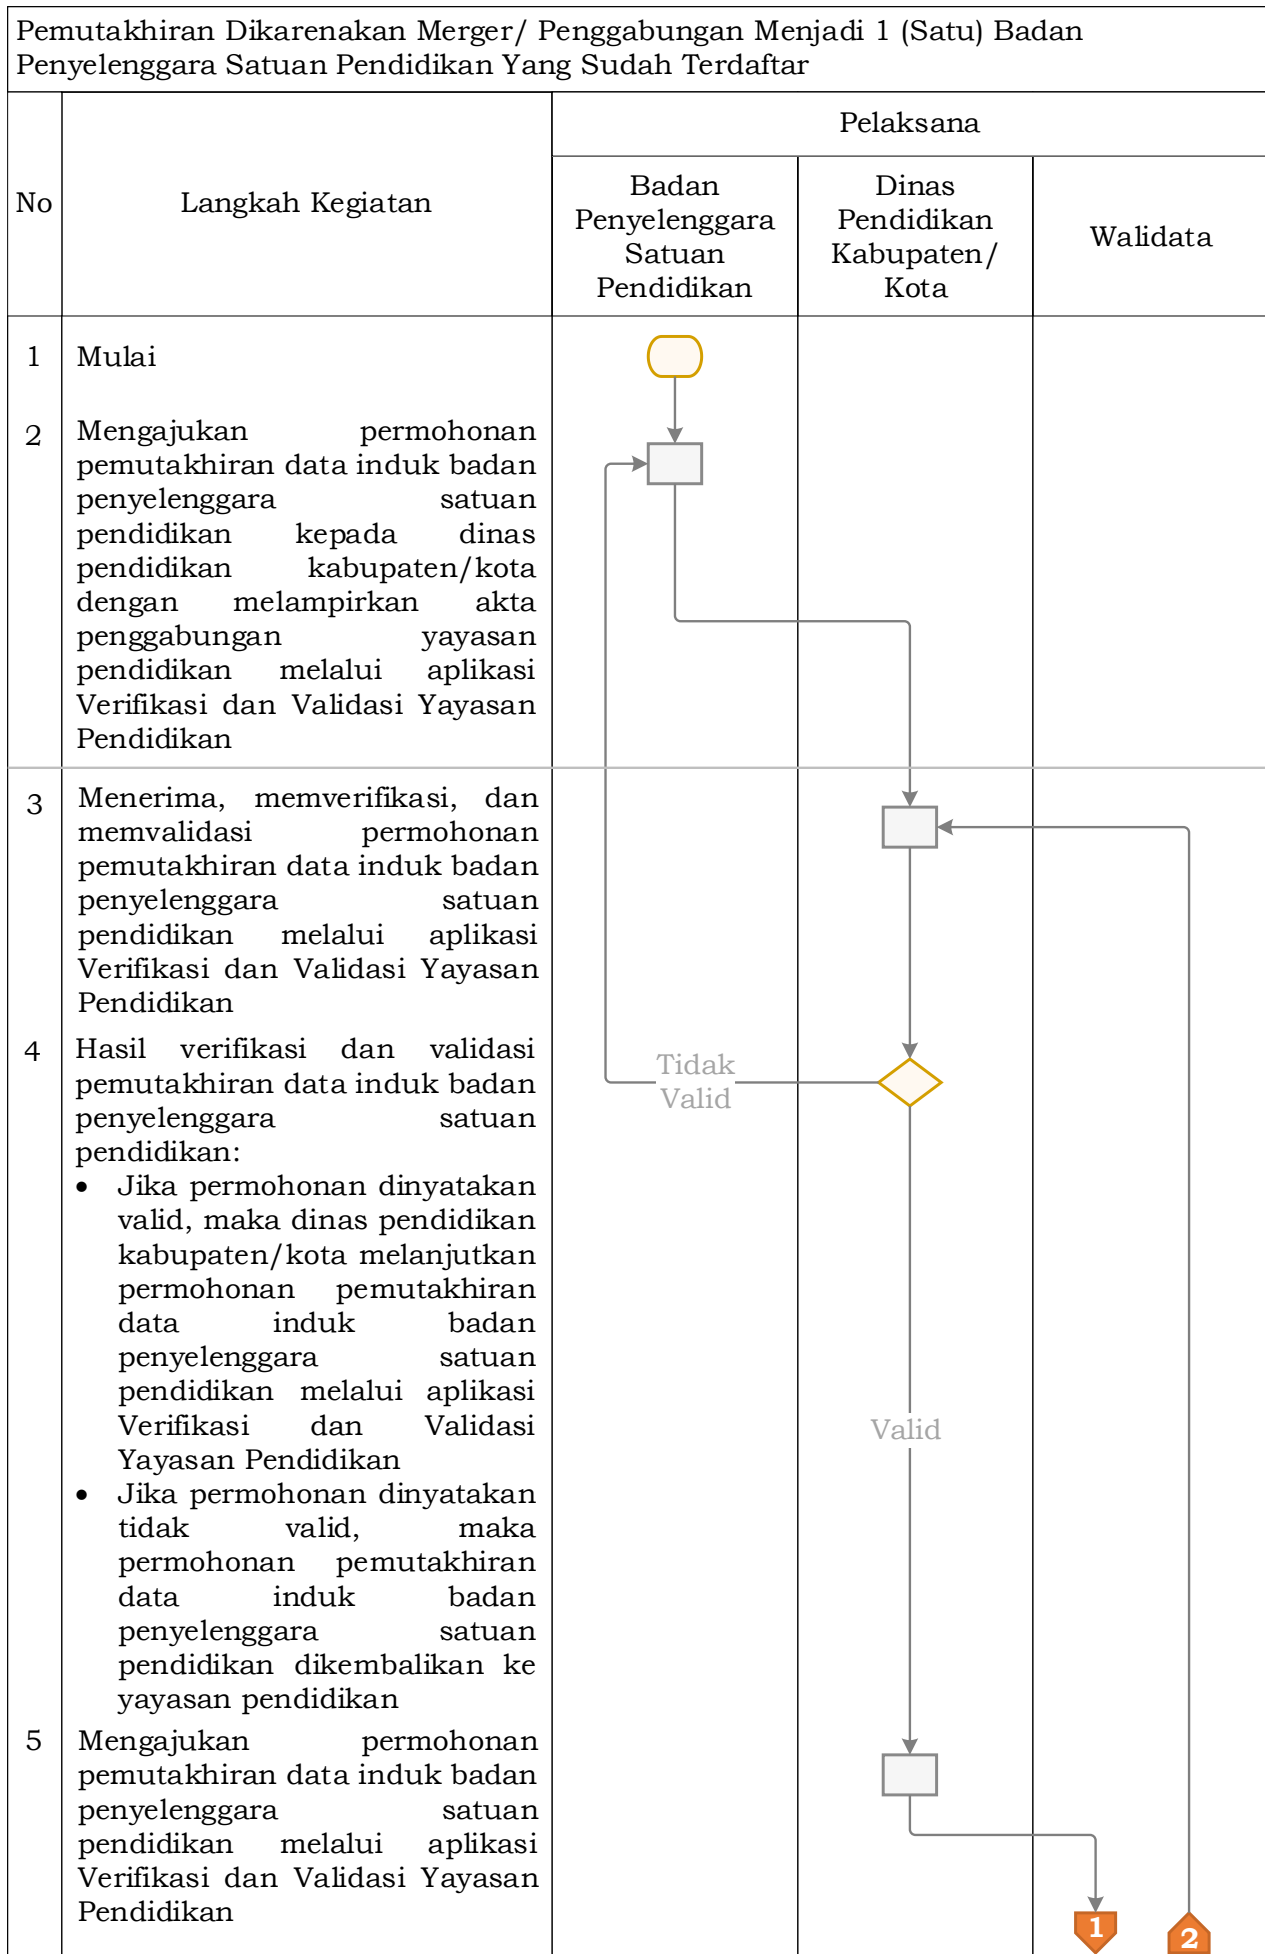 Pemutakhiran Dikarenakan Merger/ Penggabungan Menjadi 1 (Satu) Badan
Penyelenggara Satuan Pendidikan Yang Sudah Terdaftar
No
Langkah Kegiatan
Pelaksana
Badan
Penyelenggara
Satuan
Pendidikan
Dinas
Pendidikan
Kabupaten/
Kota
Walidata
1
Mulai
2
Mengajukan permohonan
pemutakhiran data induk badan
penyelenggara satuan
pendidikan kepada dinas
pendidikan kabupaten/kota
dengan melampirkan akta
penggabungan yayasan
pendidikan melalui aplikasi
Verifikasi dan Validasi Yayasan
Pendidikan
3
Menerima, memverifikasi, dan
memvalidasi permohonan
pemutakhiran data induk badan
penyelenggara satuan
pendidikan melalui aplikasi
Verifikasi dan Validasi Yayasan
Pendidikan
4
Hasil verifikasi dan validasi
pemutakhiran data induk badan
penyelenggara satuan
pendidikan:
• Jika permohonan dinyatakan
valid, maka dinas pendidikan
kabupaten/kota melanjutkan
permohonan pemutakhiran
data induk badan
penyelenggara satuan
pendidikan melalui aplikasi
Verifikasi dan Validasi
Yayasan Pendidikan
• Jika permohonan dinyatakan
tidak valid, maka
permohonan pemutakhiran
data induk badan
penyelenggara satuan
pendidikan dikembalikan ke
yayasan pendidikan
Tidak
Valid
Valid
5
Mengajukan permohonan
pemutakhiran data induk badan
penyelenggara satuan
pendidikan melalui aplikasi
Verifikasi dan Validasi Yayasan
Pendidikan
1
2